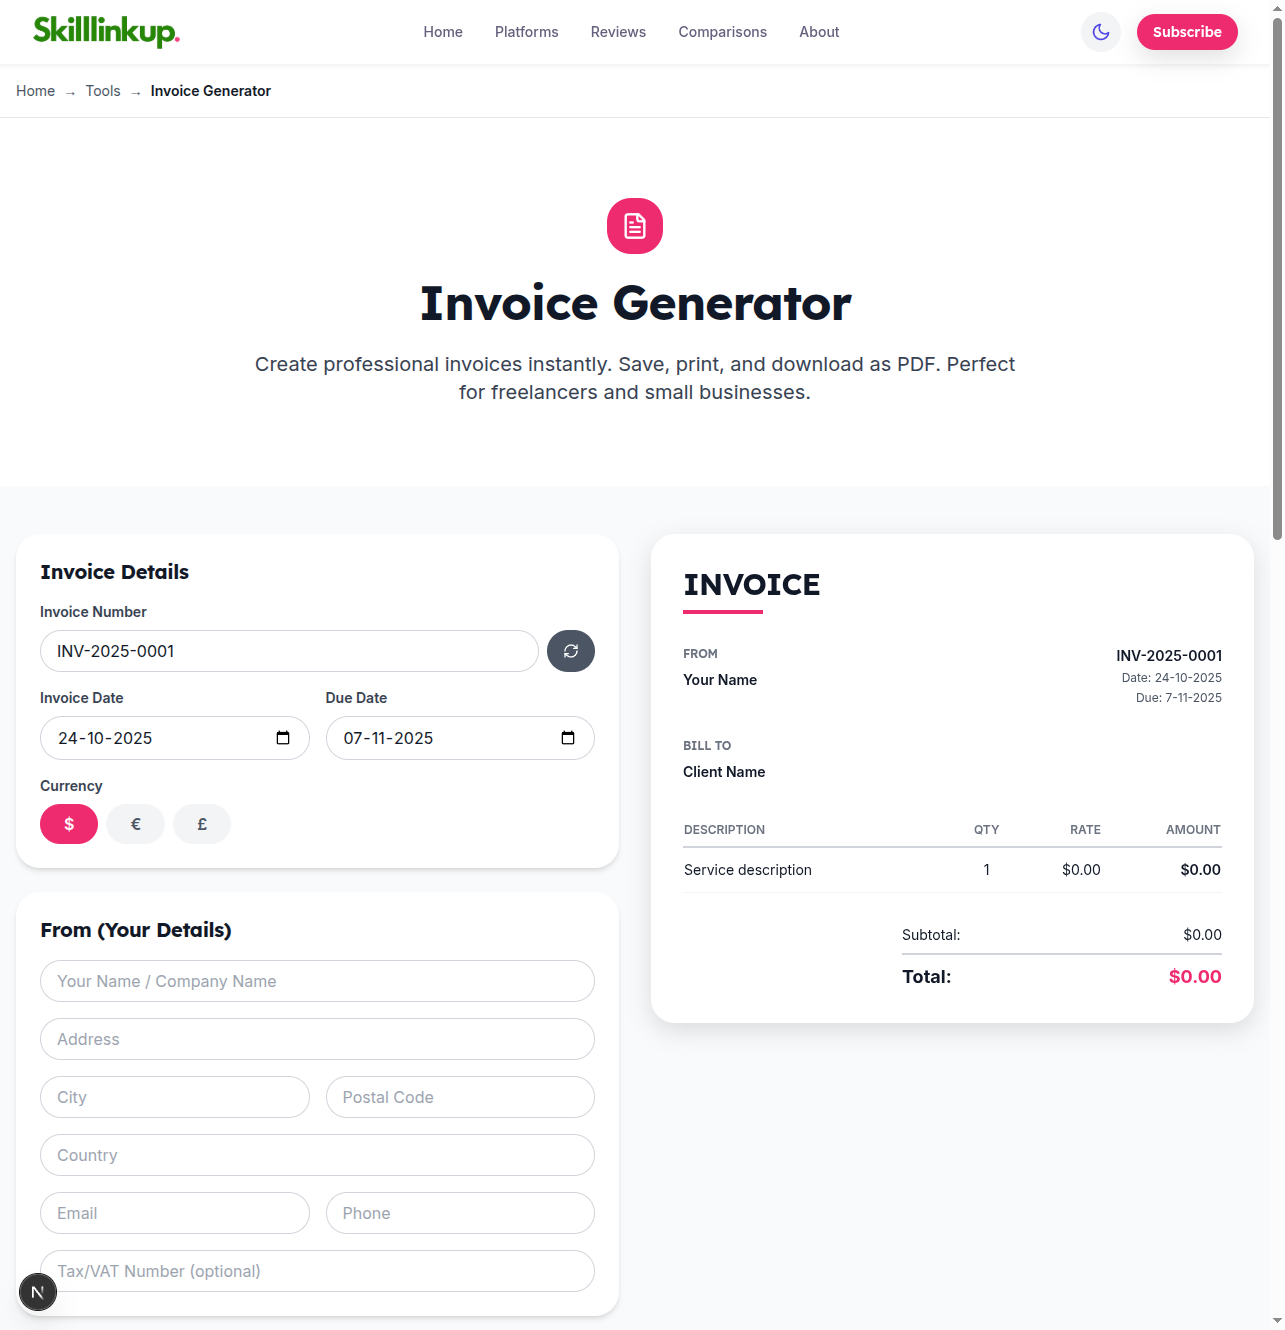 Skilllinkup.
Home Platforms Reviews Comparisons About
Subscribe
Home → Tools → Invoice Generator
Invoice Generator
Create professional invoices instantly. Save, print, and download as PDF. Perfect
for freelancers and small businesses.
Invoice Details
Invoice Number
INV-2025-0001
Invoice Date Due Date
24-10-2025 07-11-2025
Currency
$ € £
From (Your Details)
Your Name / Company Name
Address
City Postal Code
Country
Email Phone
Tax/VAT Number (optional)
N
INVOICE
FROM
Your Name
INV-2025-0001
Date: 24-10-2025
Due: 7-11-2025
BILL TO
Client Name
DESCRIPTION QTY RATE AMOUNT
Service description 1 $0.00 $0.00
Subtotal: $0.00
Total: $0.00